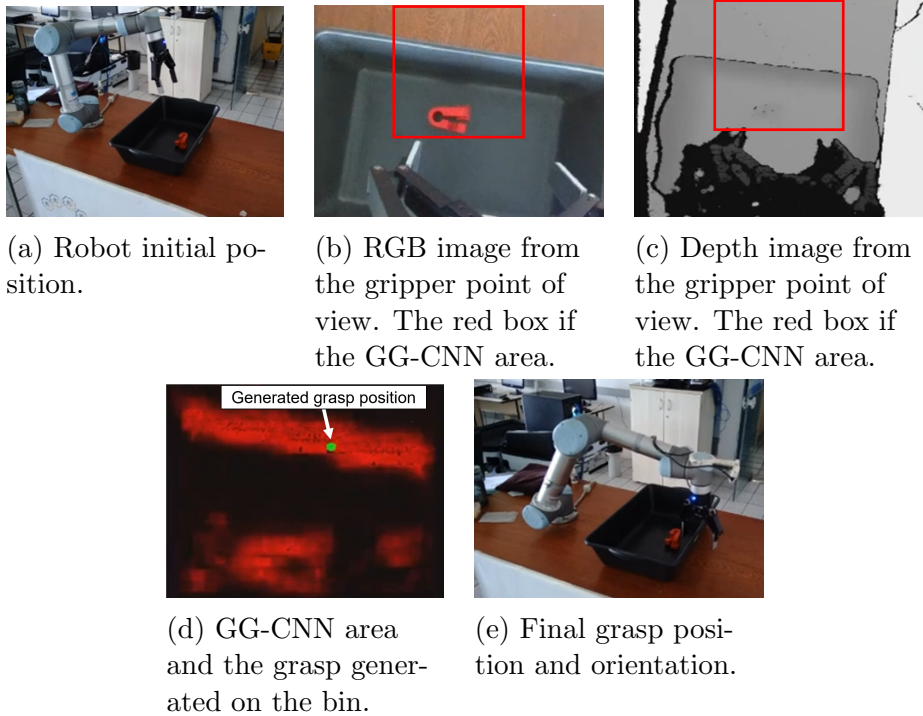 (a) Robot initial po-
sition.
(b) RGB image from
the gripper point of
view. The red box if
the GG-CNN area.
(c) Depth image from
the gripper point of
view. The red box if
the GG-CNN area.
Generated grasp position
(d) GG-CNN area
and the grasp gener-
ated on the bin.
(e) Final grasp posi-
tion and orientation.